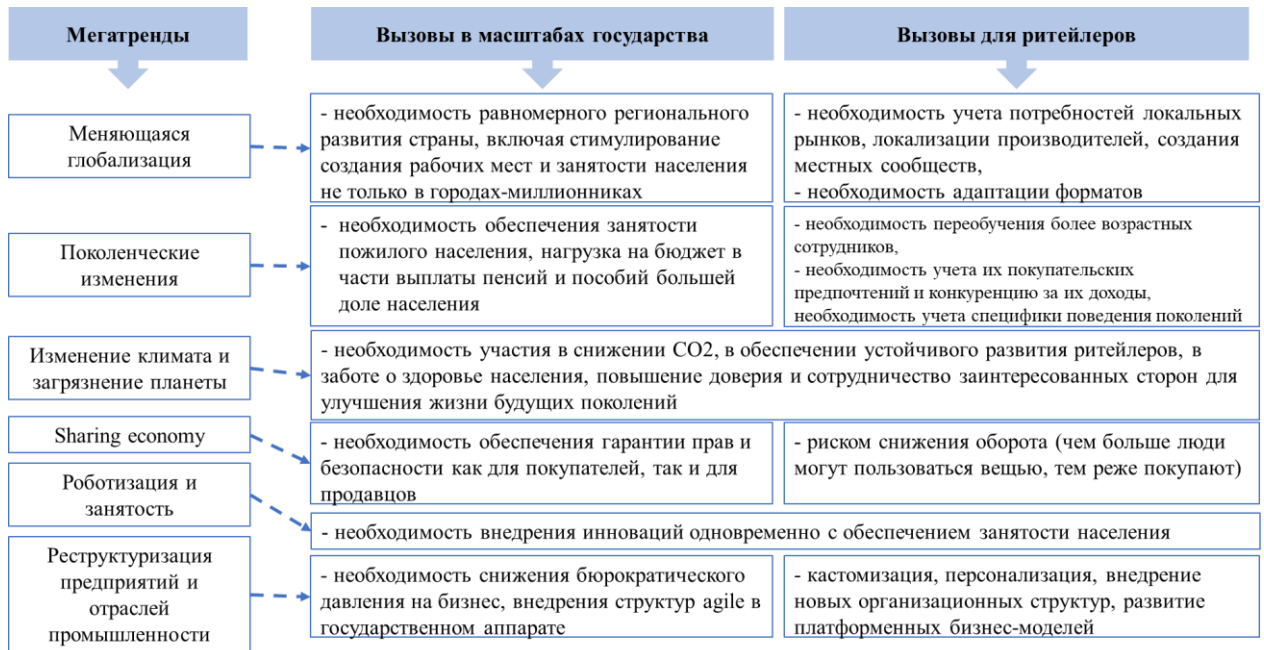 Мегатренды
Вызовы в масштабах государства
Вызовы для ритейлеров
Меняющаяся
глобализация
- необходимость равномерного регионального
развития страны, включая стимулирование
создания рабочих мест и занятости населения
не только в городах-миллионниках
- необходимость учета потребностей локальных
рынков, локализации производителей, создания
местных сообществ,
- необходимость адаптации форматов
Поколенческие
изменения
- необходимость обеспечения занятости
пожилого населения, нагрузка на бюджет в
части выплаты пенсий и пособий большей
доле населения
- необходимость переобучения более возрастных
сотрудников,
- необходимость учета их покупательских
предпочтений и конкуренцию за их доходы,
необходимость учета специфики поведения поколений
Изменение климата и
загрязнение планеты
- необходимость участия в снижении СО2, в обеспечении устойчивого развития ритейлеров, в
заботе о здоровье населения, повышение доверия и сотрудничество заинтересованных сторон для
улучшения жизни будущих поколений
Sharing economy
- необходимость обеспечения гарантии прав и
безопасности как для покупателей, так и для
продавцов
- риском снижения оборота (чем больше люди
могут пользоваться вещью, тем реже покупают)
Роботизация и
занятость
- необходимость внедрения инноваций одновременно с обеспечением занятости населения
Реструктуризация
предприятий и
отраслей
промышленности
- необходимость снижения бюрократического
давления на бизнес, внедрения структур agile в
государственном аппарате
- кастомизация, персонализация, внедрение
новых организационных структур, развитие
платформенных бизнес-моделей